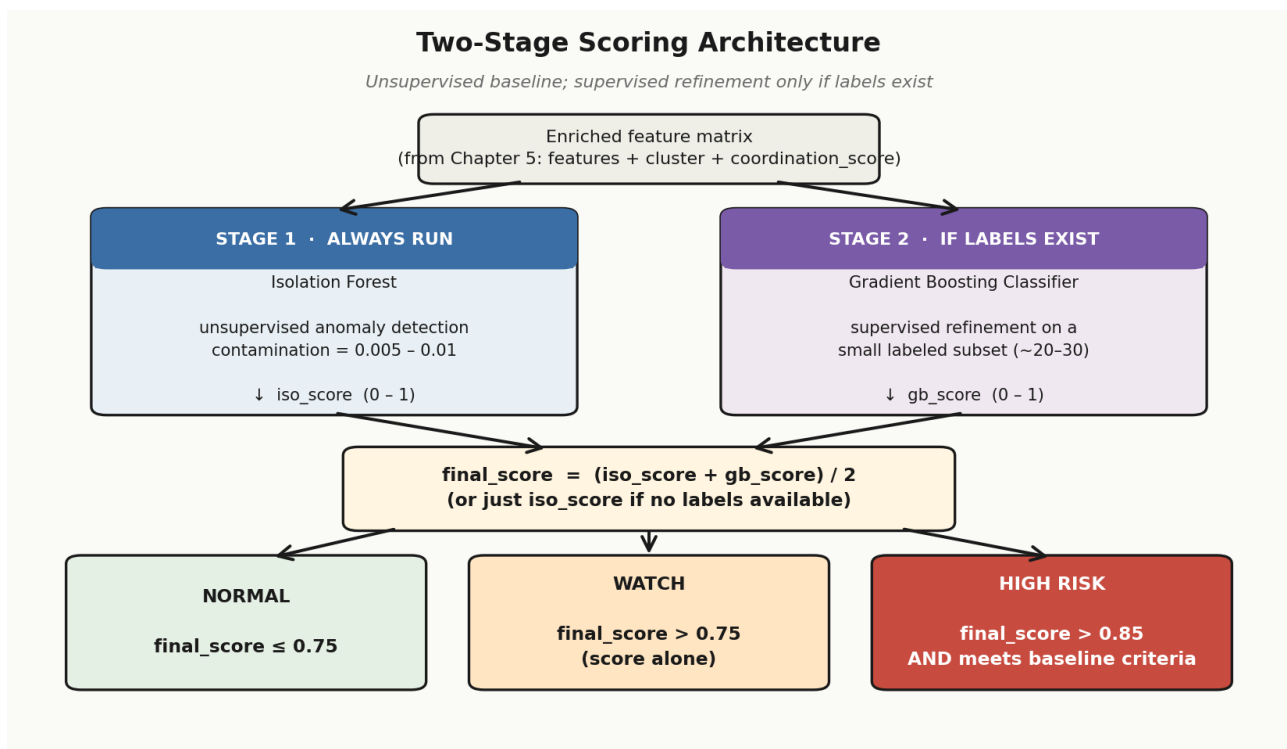 Two-Stage Scoring Architecture
Unsupervised baseline; supervised refinement only if labels exist
Enriched feature matrix
(from Chapter 5: features + cluster + coordination_score)
STAGE 1 · ALWAYS RUN
Isolation Forest
unsupervised anomaly detection
contamination = 0.005 – 0.01
↓ iso_score (0 – 1)
STAGE 2 · IF LABELS EXIST
Gradient Boosting Classifier
supervised refinement on a
small labeled subset (~20–30)
↓ gb_score (0 – 1)
final_score = (iso_score + gb_score) / 2
(or just iso_score if no labels available)
NORMAL
final_score ≤ 0.75
WATCH
final_score > 0.75
(score alone)
HIGH RISK
final_score > 0.85
AND meets baseline criteria